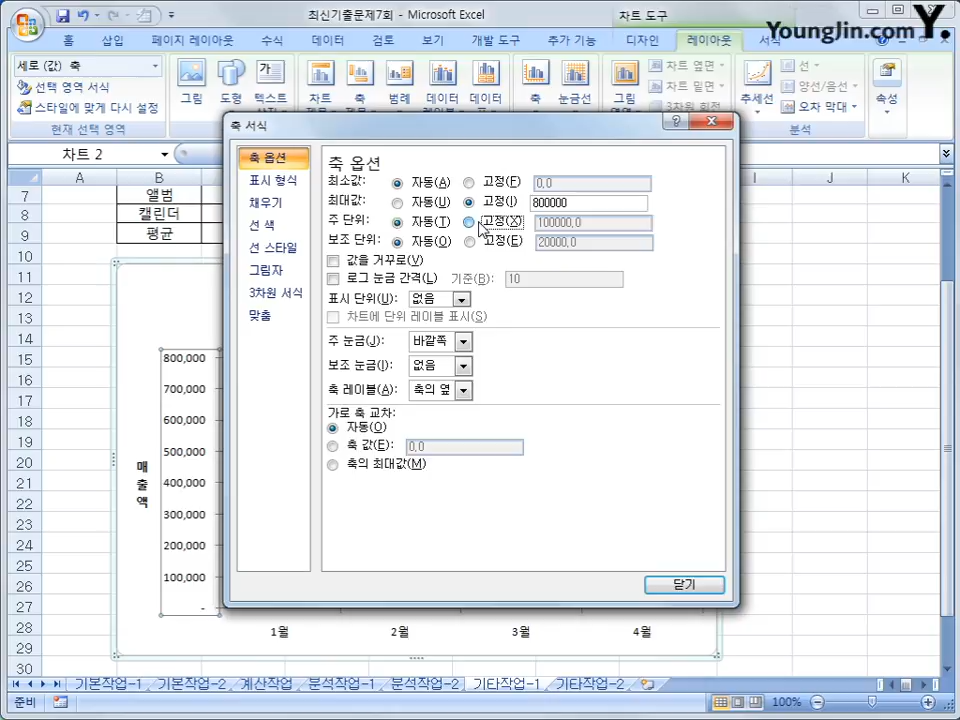 최신기출문제7회 - Microsoft Excel
차트 도구
YoungJin.com Y.
홈 삽입 페이지 레이아웃 수식 데이터 검토 보기 개발 도구 추가 기능 디자인 레이아웃 서식
세로 (값) 축
선택 영역 서식
스타일에 맞게 다시 설정
현재 선택 영역
그림 도형 텍스트 차트 축 범례 데이터 데이터 축 눈금선 그림
차트 옆면
차트 밑면
3차원 회전
추세선
선
양선/음선
오차 막대
분석
속성
차트 2
축 서식
A B I J K
7 앨범
8 캘린더
9 평균
10
11
12
13
14
15
16
17
18
19
20
21
22
23
24
25
26
27
28
29
30
800,000
700,000
600,000
500,000
400,000
300,000
200,000
100,000
-
매출액
1월 2월 3월 4월
축 옵션
표시 형식
채우기
선 색
선 스타일
그림자
3차원 서식
맞춤
축 옵션
최소값: 자동(A) 고정(F) 0,0
최대값: 자동(U) 고정(I) 800000
주 단위: 자동(T) 고정(X) 100000,0
보조 단위: 자동(O) 고정(E) 20000,0
값을 거꾸로(V)
로그 눈금 간격(L) 기준(B): 10
표시 단위(U): 없음
차트에 단위 레이블 표시(S)
주 눈금(J): 바깥쪽
보조 눈금(I): 없음
축 레이블(A): 축의 옆
가로 축 교차:
자동(O)
축 값(E): 0,0
축의 최대값(M)
닫기
기본작업-1 기본작업-2 계산작업 분석작업-1 분석작업-2 기타작업-1 기타작업-2
준비
100%